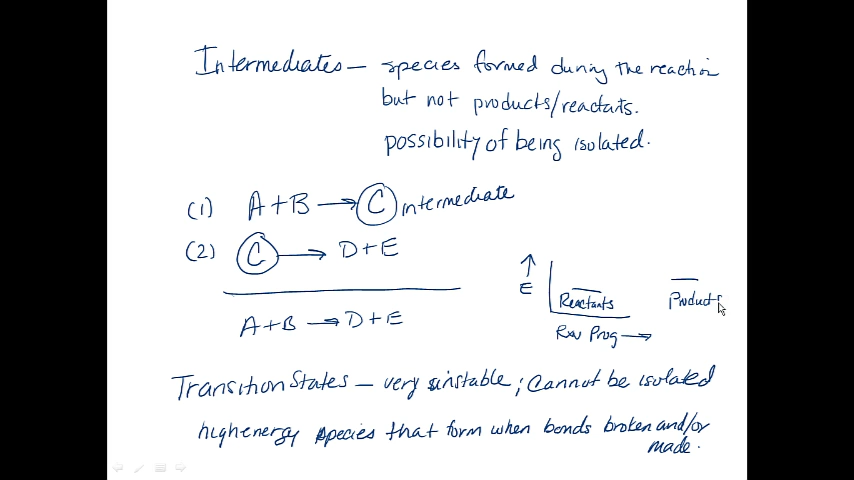 Intermediates — species formed during the reaction
but not products/reactants.
possibility of being isolated.
(1) A + B → C intermediate
(2) C → D + E
A + B → D + E
↑
E
Reactants
Products
Rxn Prog →
Transition States — very unstable; Cannot be isolated
high energy species that form when bonds broken and/or
made.